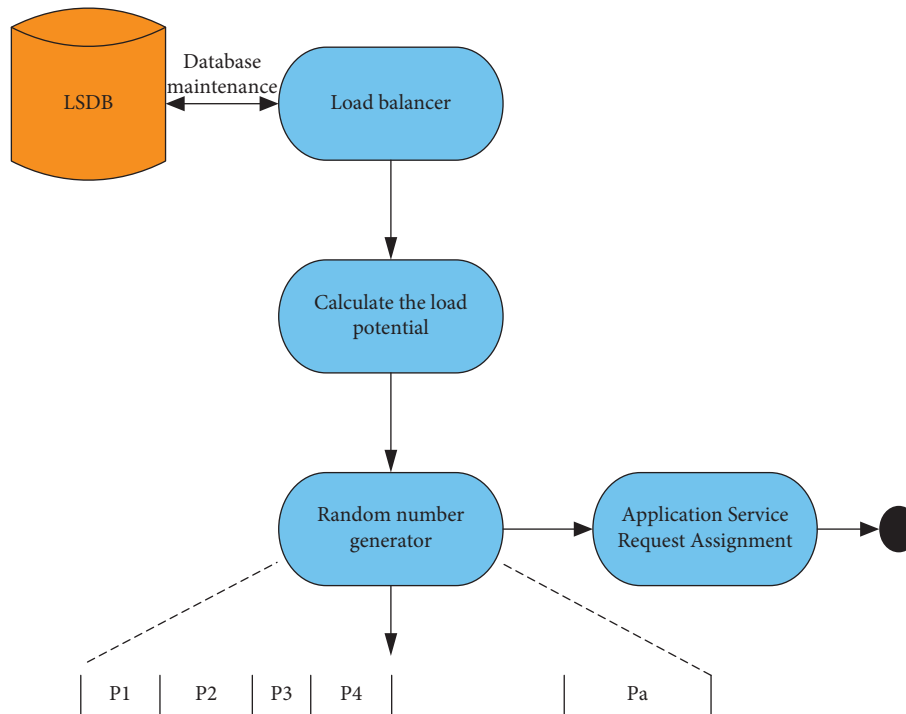 Database
maintenance
LSDB
Load balancer
Calculate the load
potential
Random number
generator
Application Service
Request Assignment
P1 P2 P3 P4 Pa